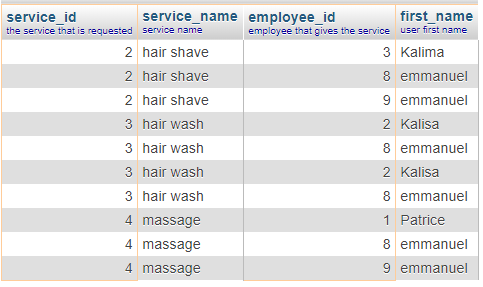 service_id service_name employee_id first_name
the service that is requested service name employee that gives the service user first name
2 hair shave 3 Kalima
2 hair shave 8 emmanuel
2 hair shave 9 emmanuel
3 hair wash 2 Kalisa
3 hair wash 8 emmanuel
3 hair wash 2 Kalisa
3 hair wash 8 emmanuel
4 massage 1 Patrice
4 massage 8 emmanuel
4 massage 9 emmanuel